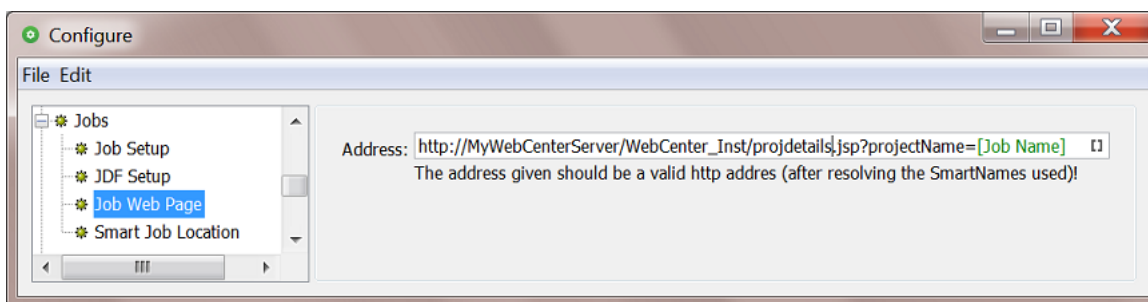 Configure
File Edit
Jobs
Job Setup
JDF Setup
Job Web Page
Smart Job Location
Address: http://MyWebCenterServer/WebCenter_Inst/projdetails.jsp?projectName=[Job Name] []
The address given should be a valid http addres (after resolving the SmartNames used)!